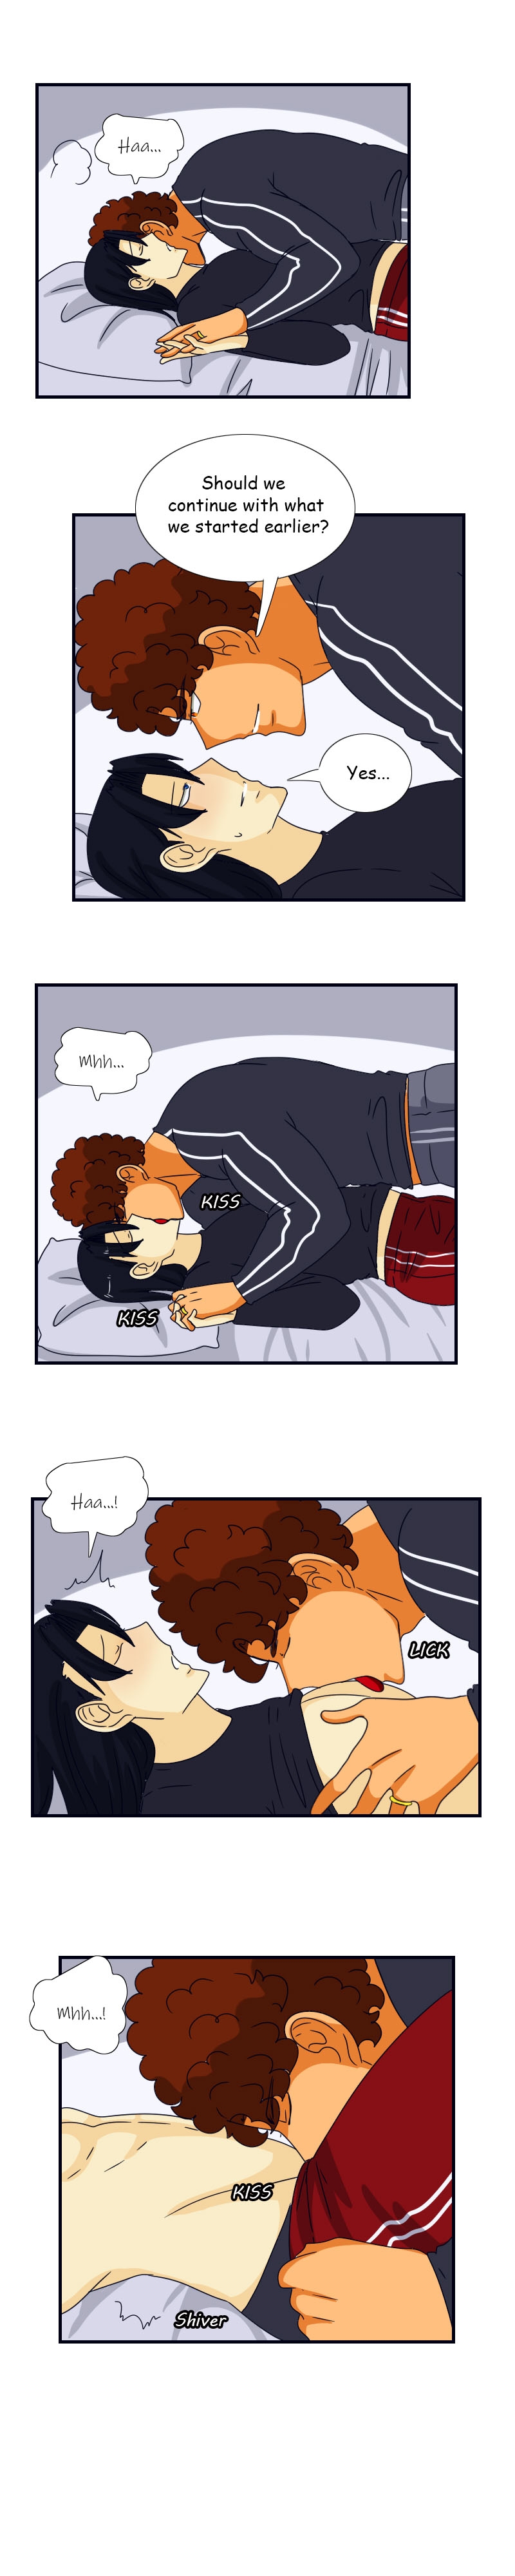 Haa...
Should we
continue with what
we started earlier?
Yes...
Mhh...
KISS
KISS
Haa...!
LICK
Mhh...!
KISS
Shiver